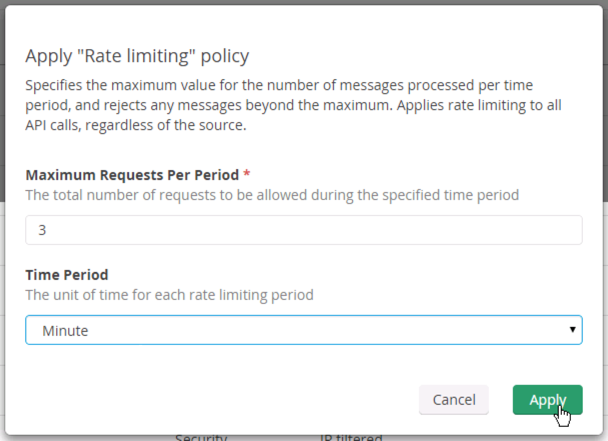 Apply "Rate limiting" policy
Specifies the maximum value for the number of messages processed per time
period, and rejects any messages beyond the maximum. Applies rate limiting to all
API calls, regardless of the source.
Maximum Requests Per Period *
The total number of requests to be allowed during the specified time period
3
Time Period
The unit of time for each rate limiting period
Minute
Cancel Apply
Security IP filtered